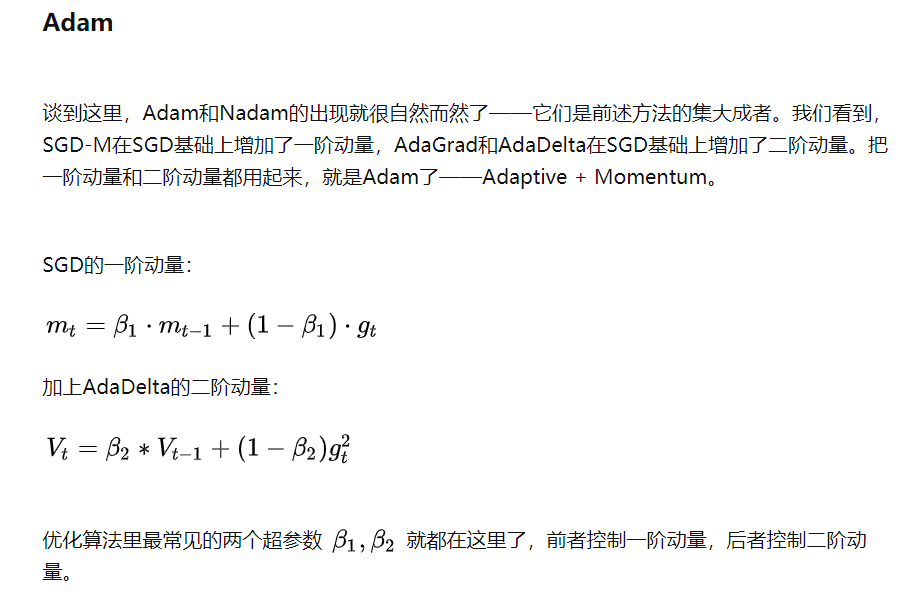 Adam
谈到这里，Adam和Nadam的出现就很自然而然了——它们是前述方法的集大成者。我们看到，
SGD-M在SGD基础上增加了一阶动量，AdaGrad和AdaDelta在SGD基础上增加了二阶动量。把
一阶动量和二阶动量都用起来，就是Adam了——Adaptive + Momentum。
SGD的一阶动量：
m_t = β_1 · m_{t−1} + (1 − β_1) · g_t
加上AdaDelta的二阶动量：
V_t = β_2 ∗ V_{t−1} + (1 − β_2)g_t^2
优化算法里最常见的两个超参数 β_1, β_2 就都在这里了，前者控制一阶动量，后者控制二阶动
量。